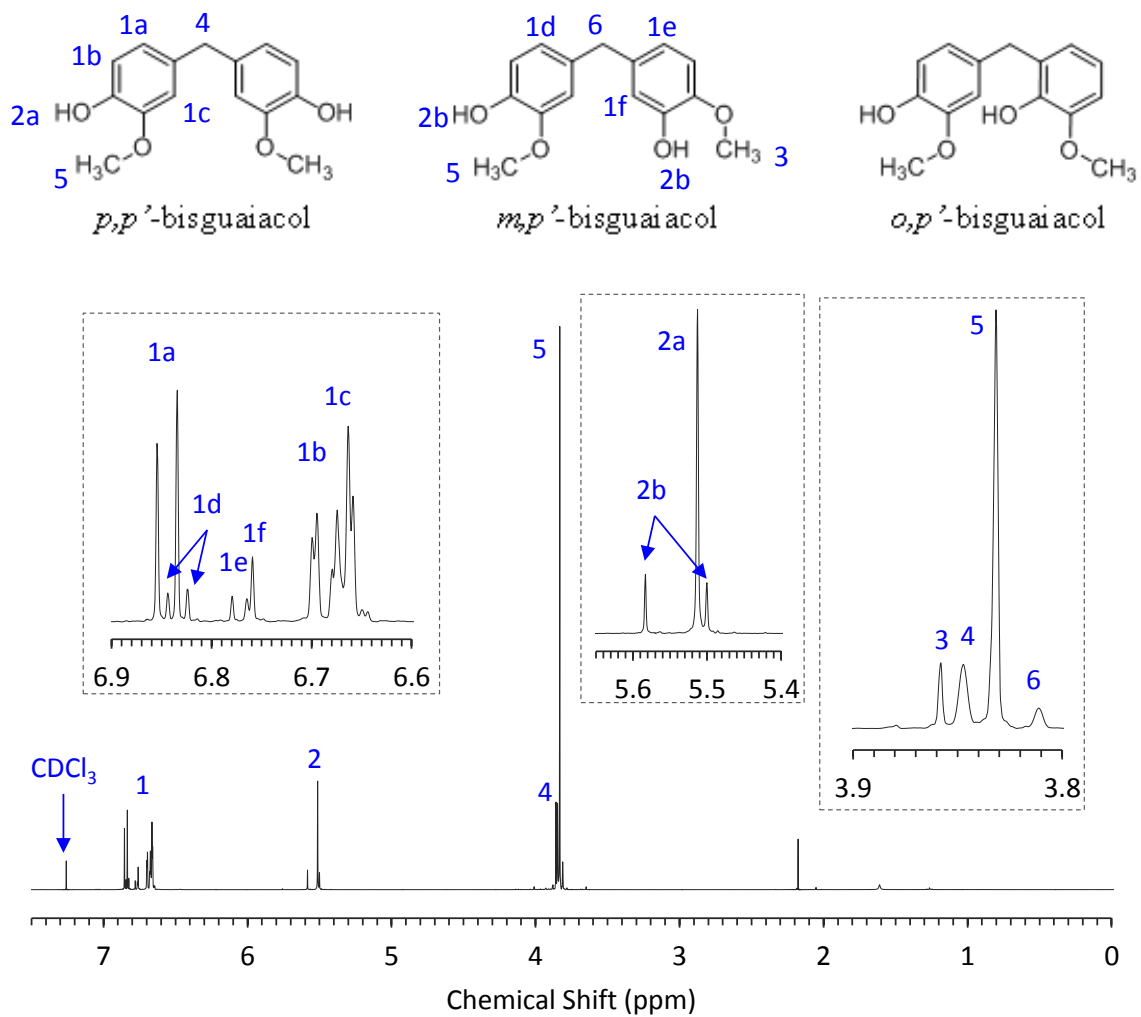 1a
4
1b
HO
OH
2a
1c
O
O
H₃C
CH₃
5
p,p'-bisguaiacol
1d
6
1e
HO
1f
2b
O
O
H₃C
OH
CH₃
3
5
2b
m,p'-bisguaiacol
HO
HO
O
O
H₃C
CH₃
o,p'-bisguaiacol
1a
1c
1b
1d
1f
1e
6.9 6.8 6.7 6.6
2a
2b
5.6 5.5 5.4
5
3 4
6
3.9 3.8
5
CDCl₃
1
2
4
7 6 5 4 3 2 1 0
Chemical Shift (ppm)